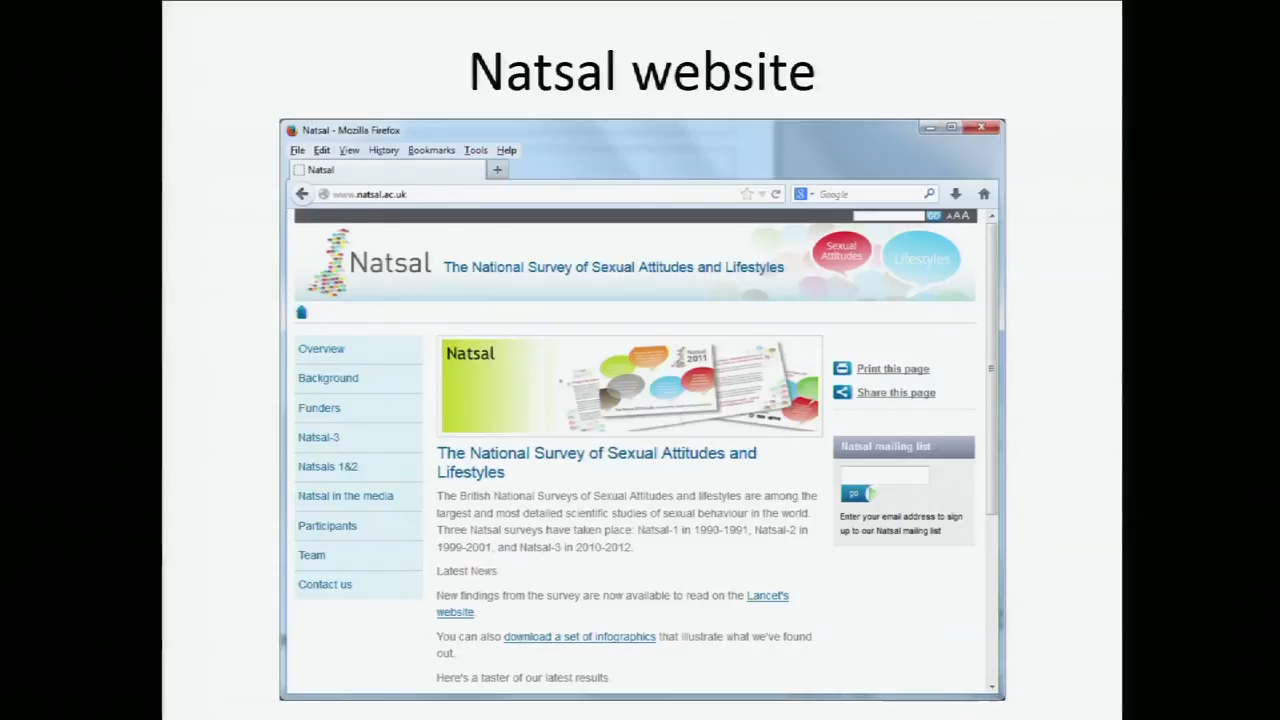 Natsal website
Natsal - Mozilla Firefox
File Edit View History Bookmarks Tools Help
Natsal
www.natsal.ac.uk
Google
GO A A A
Natsal The National Survey of Sexual Attitudes and Lifestyles
Sexual
Attitudes
Lifestyles
Overview
Background
Funders
Natsal-3
Natsals 1&2
Natsal in the media
Participants
Team
Contact us
Natsal
Natsal
2011
The National Survey of Sexual Attitudes and
Lifestyles
The British National Surveys of Sexual Attitudes and lifestyles are among the
largest and most detailed scientific studies of sexual behaviour in the world.
Three Natsal surveys have taken place: Natsal-1 in 1990-1991, Natsal-2 in
1999-2001, and Natsal-3 in 2010-2012.
Latest News
New findings from the survey are now available to read on the Lancet's
website.
You can also download a set of infographics that illustrate what we've found
out.
Here's a taster of our latest results.
Print this page
Share this page
Natsal mailing list
go
Enter your email address to sign
up to our Natsal mailing list